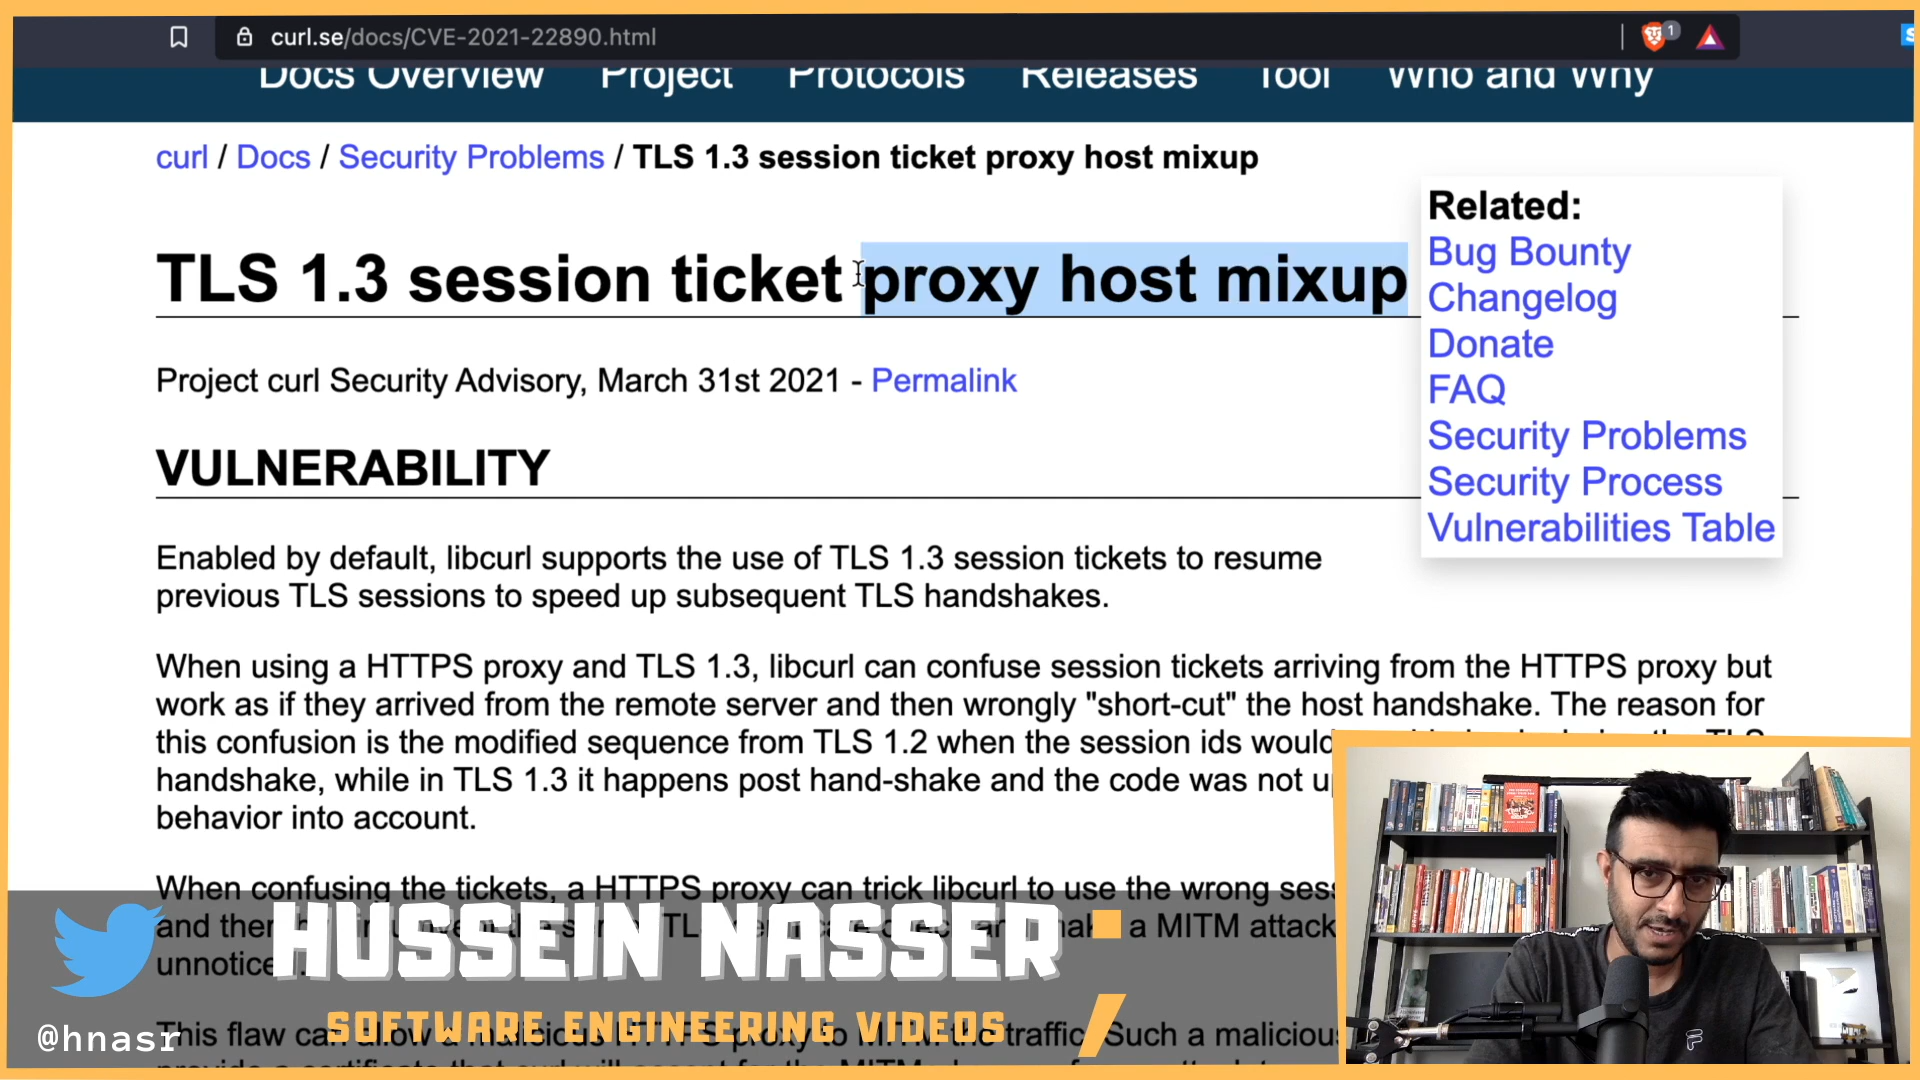 curl.se/docs/CVE-2021-22890.html
1
Docs Overview Project Protocols Releases Tool Who and Why
curl / Docs / Security Problems / TLS 1.3 session ticket proxy host mixup
TLS 1.3 session ticket proxy host mixup
Related:
Bug Bounty
Changelog
Donate
FAQ
Security Problems
Security Process
Vulnerabilities Table
Project curl Security Advisory, March 31st 2021 - Permalink
VULNERABILITY
Enabled by default, libcurl supports the use of TLS 1.3 session tickets to resume
previous TLS sessions to speed up subsequent TLS handshakes.
When using a HTTPS proxy and TLS 1.3, libcurl can confuse session tickets arriving from the HTTPS proxy but
work as if they arrived from the remote server and then wrongly "short-cut" the host handshake. The reason for
this confusion is the modified sequence from TLS 1.2 when the session ids would
handshake, while in TLS 1.3 it happens post hand-shake and the code was not
behavior into account.
When confusing the tickets, a HTTPS proxy can trick libcurl to use the wrong
and a MITM attack
HUSSEIN NASSER
SOFTWARE ENGINEERING VIDEOS
@hnasr
This flaw traffic. Such a malicious